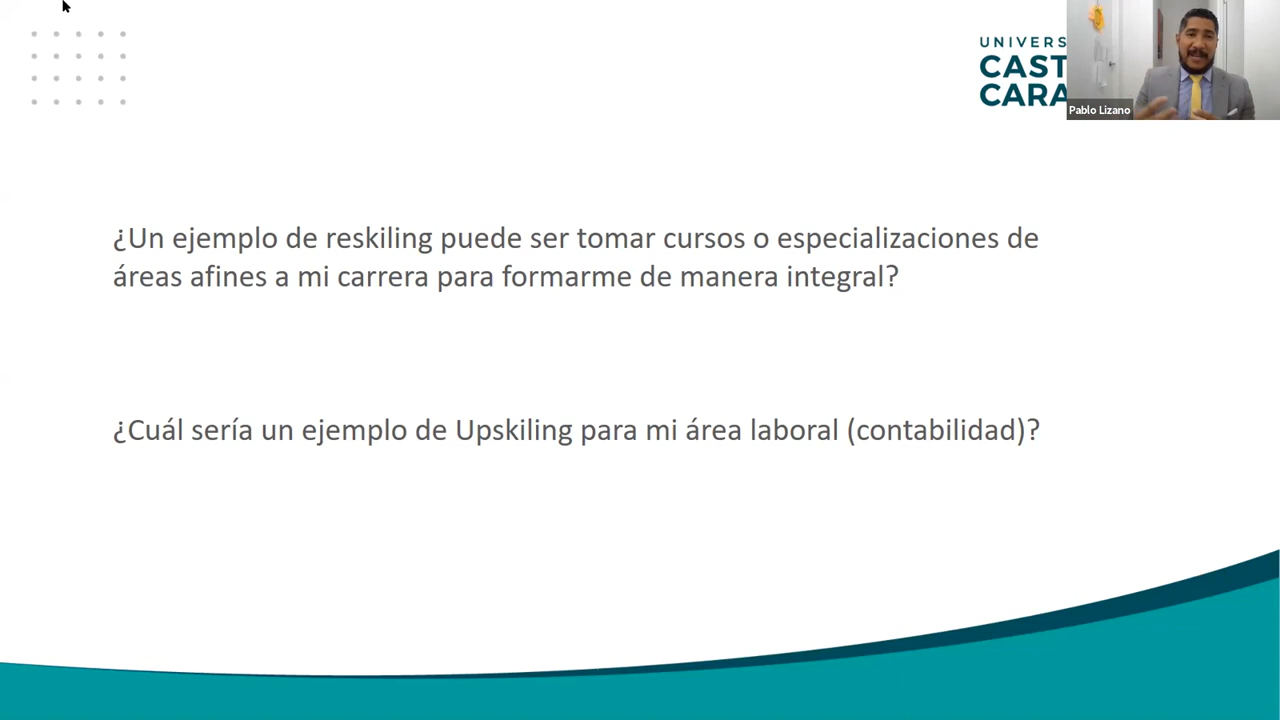 UNIVERS
CAST
CARA
Pablo Lizano
¿Un ejemplo de reskiling puede ser tomar cursos o especializaciones de
áreas afines a mi carrera para formarme de manera integral?
¿Cuál sería un ejemplo de Upskiling para mi área laboral (contabilidad)?